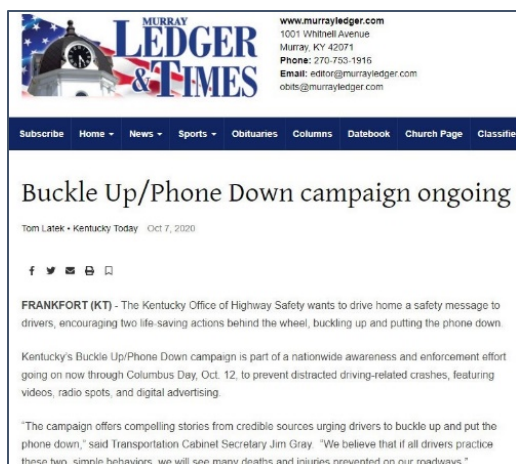 MURRAY
LEDGER
& TIMES
www.murrayledger.com
1001 Whitnell Avenue
Murray, KY 42071
Phone: 270-753-1916
Email: editor@murrayledger.com
obits@murrayledger.com
Subscribe Home News Sports Obituaries Columns Datebook Church Page Classifie
Buckle Up/Phone Down campaign ongoing
Tom Latek • Kentucky Today Oct 7, 2020
FRANKFORT (KT) - The Kentucky Office of Highway Safety wants to drive home a safety message to
drivers, encouraging two life-saving actions behind the wheel, buckling up and putting the phone down.
Kentucky's Buckle Up/Phone Down campaign is part of a nationwide awareness and enforcement effort
going on now through Columbus Day, Oct. 12, to prevent distracted driving-related crashes, featuring
videos, radio spots, and digital advertising.
"The campaign offers compelling stories from credible sources urging drivers to buckle up and put the
phone down," said Transportation Cabinet Secretary Jim Gray. "We believe that if all drivers practice
these two, simple behaviors, we will see many deaths and injuries prevented on our roadways."